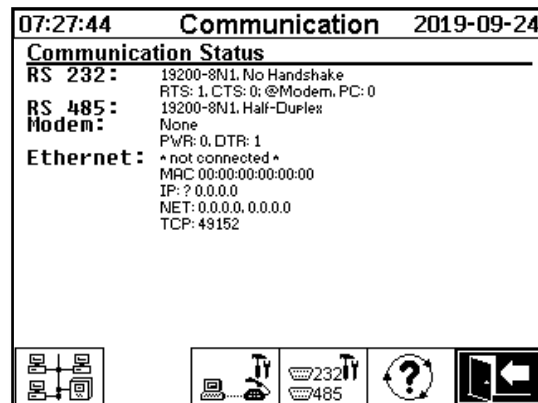 07:27:44 Communication 2019-09-24
Communication Status
RS 232: 19200-8N1, No Handshake
RTS: 1, CTS: 0; @Modem, PC: 0
RS 485: 19200-8N1, Half-Duplex
Modem: None
PWR: 0, DTR: 1
Ethernet: * not connected *
MAC 00:00:00:00:00:00
IP: ? 0.0.0.0
NET: 0.0.0.0, 0.0.0.0
TCP: 49152
232
485
?